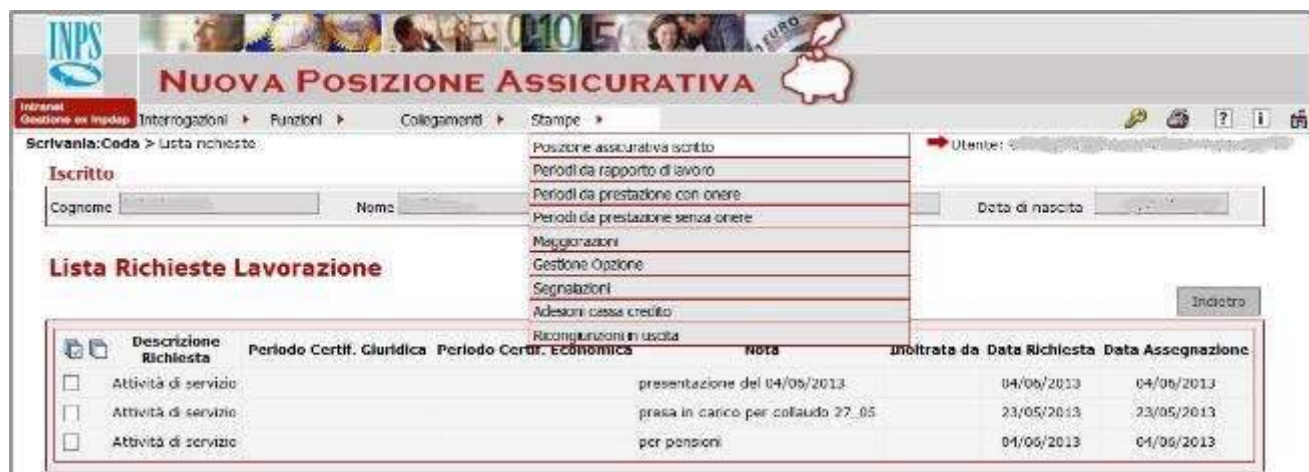 INPS
NUOVA POSIZIONE ASSICURATIVA
Intranet
Gestione ex Inpdap Interrogazioni Funzioni Collegamenti Stampe
Scrivania:Coda > Lista richieste
Utente:
Posizione assicurativa iscritto
Periodi da rapporto di lavoro
Periodi da prestazione con onere
Periodi da prestazione senza onere
Maggiorazioni
Gestione Opzione
Segnalazioni
Adesioni cassa credito
Ricongiunzioni in uscita
Iscritto
Cognome Nome Data di nascita
Lista Richieste Lavorazione
Indietro
Descrizione Richiesta Periodo Certif. Giuridica Periodo Certif. Economica Nota Inoltrata da Data Richiesta Data Assegnazione
Attività di servizio presentazione del 04/06/2013 04/06/2013 04/06/2013
Attività di servizio presa in carico per collaudo 27_05 23/05/2013 23/05/2013
Attività di servizio per pensioni 04/06/2013 04/06/2013